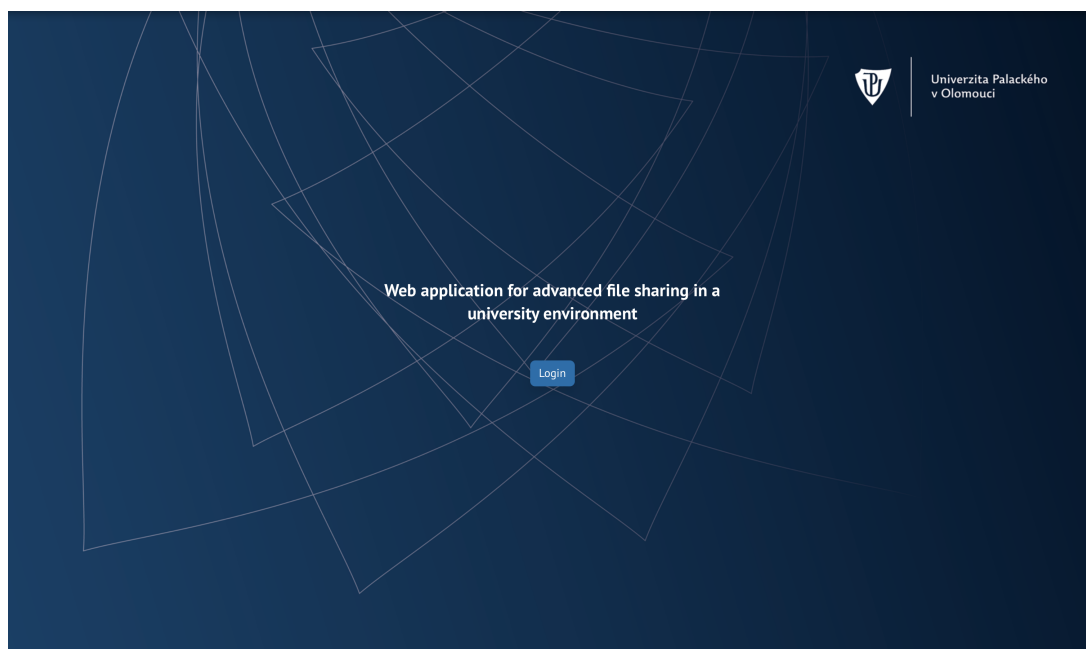 Univerzita Palackého
v Olomouci
Web application for advanced file sharing in a
university environment
Login